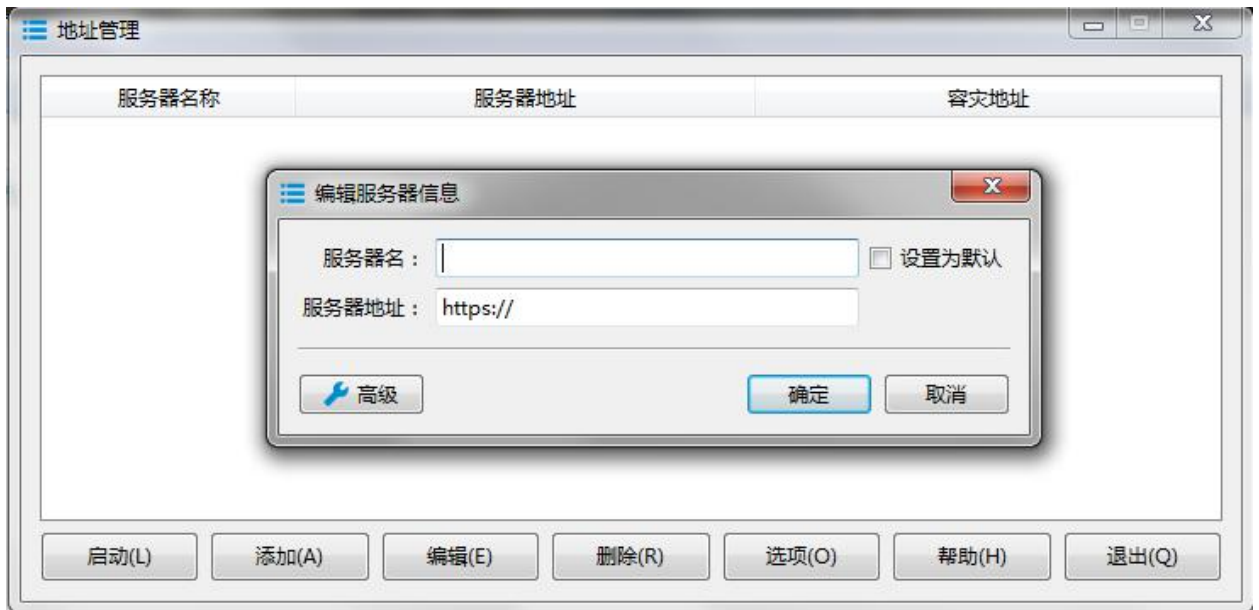 地址管理
服务器名称 服务器地址 容灾地址
编辑服务器信息
服务器名： 设置为默认
服务器地址： https://
高级 确定 取消
启动(L) 添加(A) 编辑(E) 删除(R) 选项(O) 帮助(H) 退出(Q)